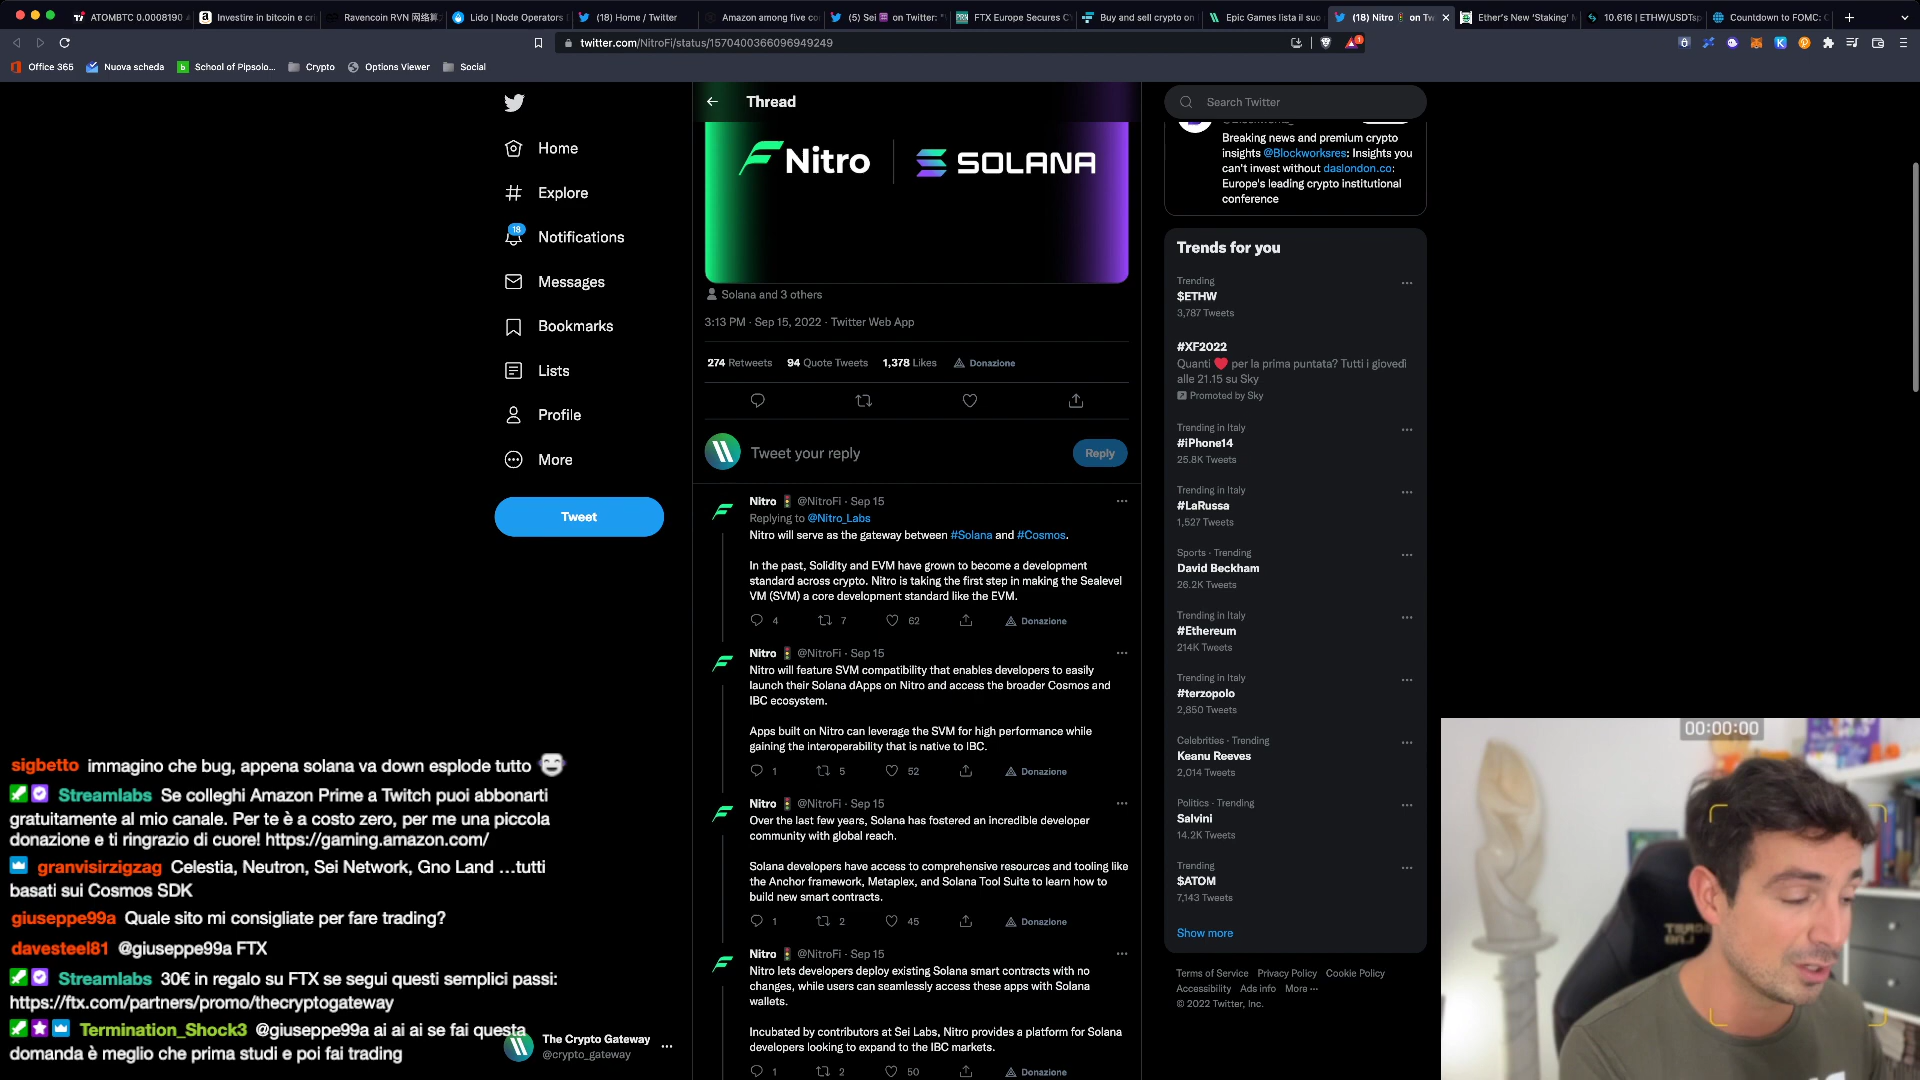 ATOMBTC 0.0008190
Investire in bitcoin e cr
Ravencoin RVN 网络算
Lido | Node Operators
(18) Home / Twitter
Amazon among five co
(5) Sei on Twitter: "
FTX Europe Secures C
Buy and sell crypto on
Epic Games lista il suo
(18) Nitro on Tw
Ether's New 'Staking' M
10.616 | ETHW/USDTsp
Countdown to FOMC: C
twitter.com/NitroFi/status/1570400366096949249
Office 365
Nuova scheda
School of Pipsolo...
Crypto
Options Viewer
Social
Home
Explore
18
Notifications
Messages
Bookmarks
Lists
Profile
More
Tweet
Thread
Nitro
SOLANA
Solana and 3 others
3:13 PM · Sep 15, 2022 · Twitter Web App
274 Retweets 94 Quote Tweets 1,378 Likes Donazione
Tweet your reply
Reply
Nitro @NitroFi · Sep 15
Replying to @Nitro_Labs
Nitro will serve as the gateway between #Solana and #Cosmos.
In the past, Solidity and EVM have grown to become a development
standard across crypto. Nitro is taking the first step in making the Sealevel
VM (SVM) a core development standard like the EVM.
4 7 62 Donazione
Nitro @NitroFi · Sep 15
Nitro will feature SVM compatibility that enables developers to easily
launch their Solana dApps on Nitro and access the broader Cosmos and
IBC ecosystem.
Apps built on Nitro can leverage the SVM for high performance while
gaining the interoperability that is native to IBC.
1 5 52 Donazione
Nitro @NitroFi · Sep 15
Over the last few years, Solana has fostered an incredible developer
community with global reach.
Solana developers have access to comprehensive resources and tooling like
the Anchor framework, Metaplex, and Solana Tool Suite to learn how to
build new smart contracts.
1 2 45 Donazione
Nitro @NitroFi · Sep 15
Nitro lets developers deploy existing Solana smart contracts with no
changes, while users can seamlessly access these apps with Solana
wallets.
Incubated by contributors at Sei Labs, Nitro provides a platform for Solana
developers looking to expand to the IBC markets.
1 2 50 Donazione
Search Twitter
Breaking news and premium crypto
insights @Blockworksres: Insights you
can't invest without daslondon.co:
Europe's leading crypto institutional
conference
Trends for you
Trending
$ETHW
3,787 Tweets
#XF2022
Quanti ❤️ per la prima puntata? Tutti i giovedì
alle 21.15 su Sky
Promoted by Sky
Trending in Italy
#iPhone14
25.8K Tweets
Trending in Italy
#LaRussa
1,527 Tweets
Sports · Trending
David Beckham
26.2K Tweets
Trending in Italy
#Ethereum
214K Tweets
Trending in Italy
#terzopolo
2,850 Tweets
Celebrities · Trending
Keanu Reeves
2,014 Tweets
Politics · Trending
Salvini
14.2K Tweets
Trending
$ATOM
7,143 Tweets
Show more
Terms of Service Privacy Policy Cookie Policy
Accessibility Ads info More ···
© 2022 Twitter, Inc.
sigbetto immagino che bug, appena solana va down esplode tutto
Streamlabs Se colleghi Amazon Prime a Twitch puoi abbonarti
gratuitamente al mio canale. Per te è a costo zero, per me una piccola
donazione e ti ringrazio di cuore! https://gaming.amazon.com/
granvisirzigzag Celestia, Neutron, Sei Network, Gno Land …tutti
basati sui Cosmos SDK
giuseppe99a Quale sito mi consigliate per fare trading?
davesteel81 @giuseppe99a FTX
Streamlabs 30€ in regalo su FTX se segui questi semplici passi:
https://ftx.com/partners/promo/thecryptogateway
Termination_Shock3 @giuseppe99a ai ai ai se fai questa
domanda è meglio che prima studi e poi fai trading
The Crypto Gateway
@crypto_gateway
00:00:00